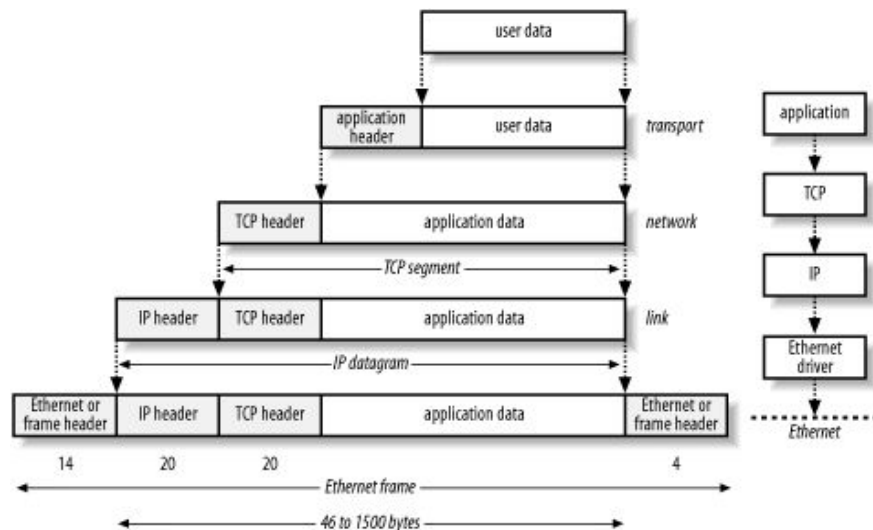 user data
application
header
user data
transport
application
TCP header
application data
network
TCP
TCP segment
IP header
TCP header
application data
link
IP
IP datagram
Ethernet
driver
Ethernet or
frame header
IP header
TCP header
application data
Ethernet or
frame header
Ethernet
14
20
20
4
Ethernet frame
46 to 1500 bytes